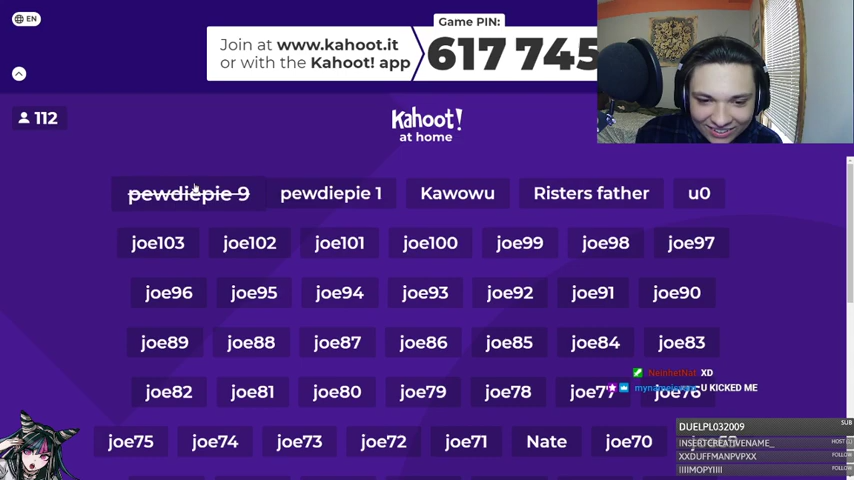 EN
Game PIN:
Join at www.kahoot.it
or with the Kahoot! app
617 745
112
Kahoot!
at home
pewdiepie 9
pewdiepie 1
Kawowu
Risters father
u0
joe103
joe102
joe101
joe100
joe99
joe98
joe97
joe96
joe95
joe94
joe93
joe92
joe91
joe90
joe89
joe88
joe87
joe86
joe85
joe84
joe83
NeinhetNat XD
joe82
joe81
joe80
joe79
joe78
joe77
joe76
U KICKED ME
joe75
joe74
joe73
joe72
joe71
Nate
joe70
DUELPL032009 SUB
INSERTCREATIVENAME_ HOST
XXDUFFMANPVPXX FOLLOW
IIIIMOPYIIII FOLLOW